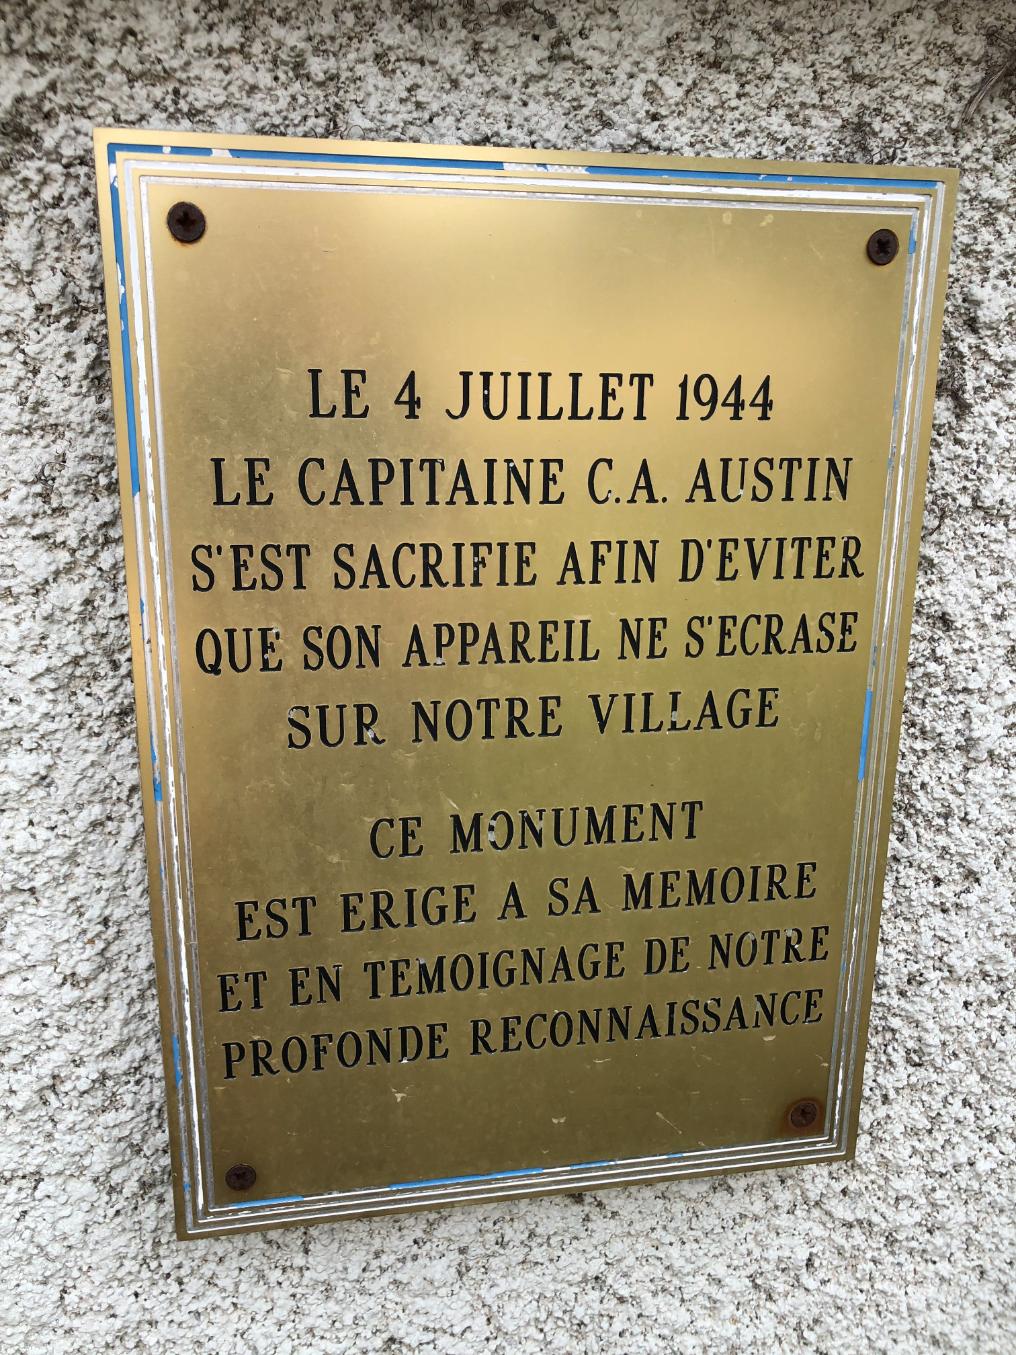 LE 4 JUILLET 1944
LE CAPITAINE C.A. AUSTIN
S'EST SACRIFIE AFIN D'EVITER
QUE SON APPAREIL NE S'ECRASE
SUR NOTRE VILLAGE
CE MONUMENT
EST ERIGE A SA MEMOIRE
ET EN TEMOIGNAGE DE NOTRE
PROFONDE RECONNAISSANCE